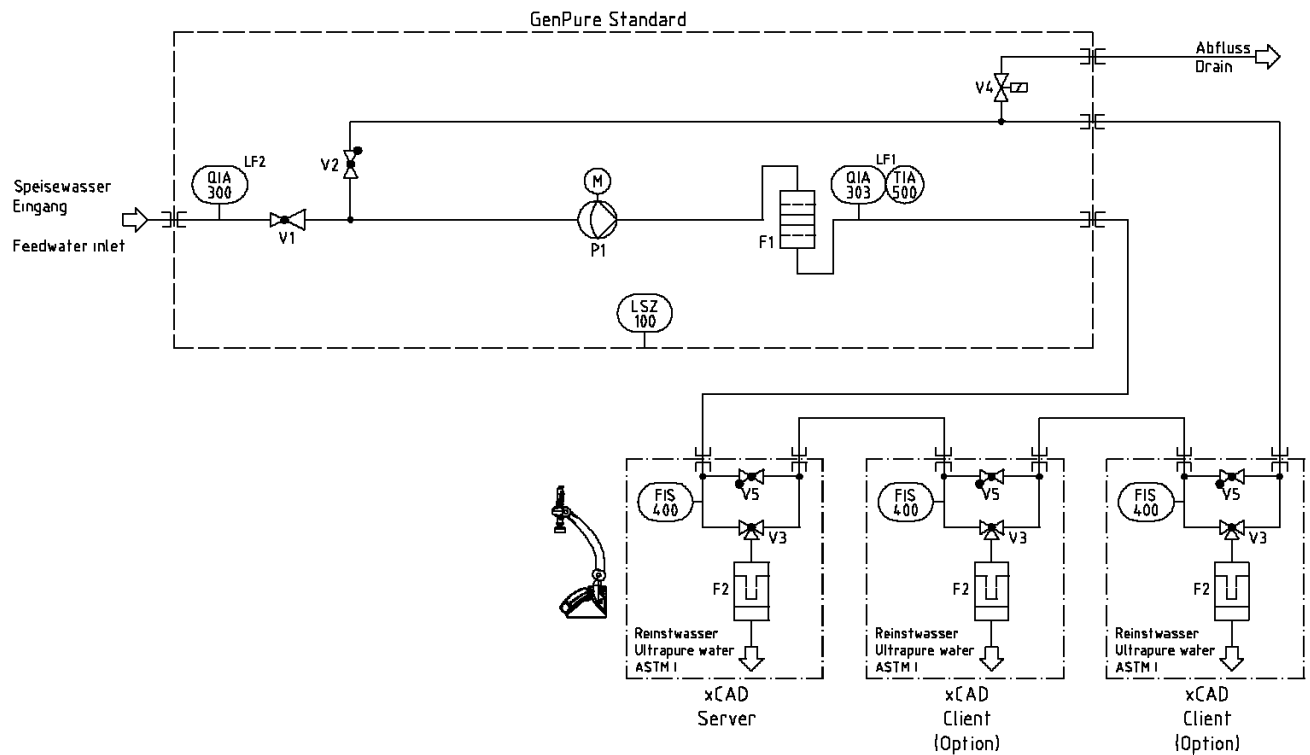 GenPure Standard
Abfluss
Drain
V4
V2
LF2
QIA
300
M
LF1
QIA
303
TIA
500
Speisewasser
Eingang
Feedwater inlet
V1
P1
F1
LSZ
100
FIS
400
V5
V3
F2
Reinstwasser
Ultrapure water
ASTM I
xCAD
Server
FIS
400
V5
V3
F2
Reinstwasser
Ultrapure water
ASTM I
xCAD
Client
(Option)
FIS
400
V5
V3
F2
Reinstwasser
Ultrapure water
ASTM I
xCAD
Client
(Option)